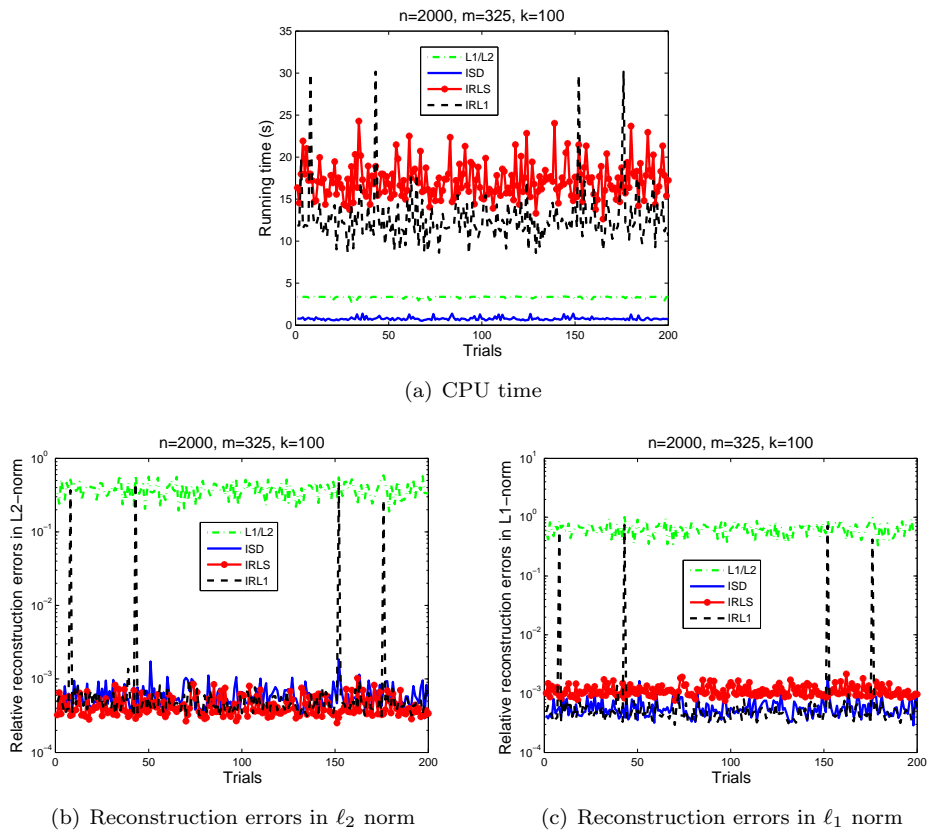 n=2000, m=325, k=100
35
30
25
20
15
10
5
0
Running time (s)
L1/L2
ISD
IRLS
IRL1
0 50 100 150 200
Trials
(a) CPU time
n=2000, m=325, k=100
10^0
10^−1
10^−2
10^−3
10^−4
Relative reconstruction errors in L2−norm
L1/L2
ISD
IRLS
IRL1
0 50 100 150 200
Trials
(b) Reconstruction errors in ℓ2 norm
n=2000, m=325, k=100
10^1
10^0
10^−1
10^−2
10^−3
10^−4
Relative reconstruction errors in L1−norm
L1/L2
ISD
IRLS
IRL1
0 50 100 150 200
Trials
(c) Reconstruction errors in ℓ1 norm